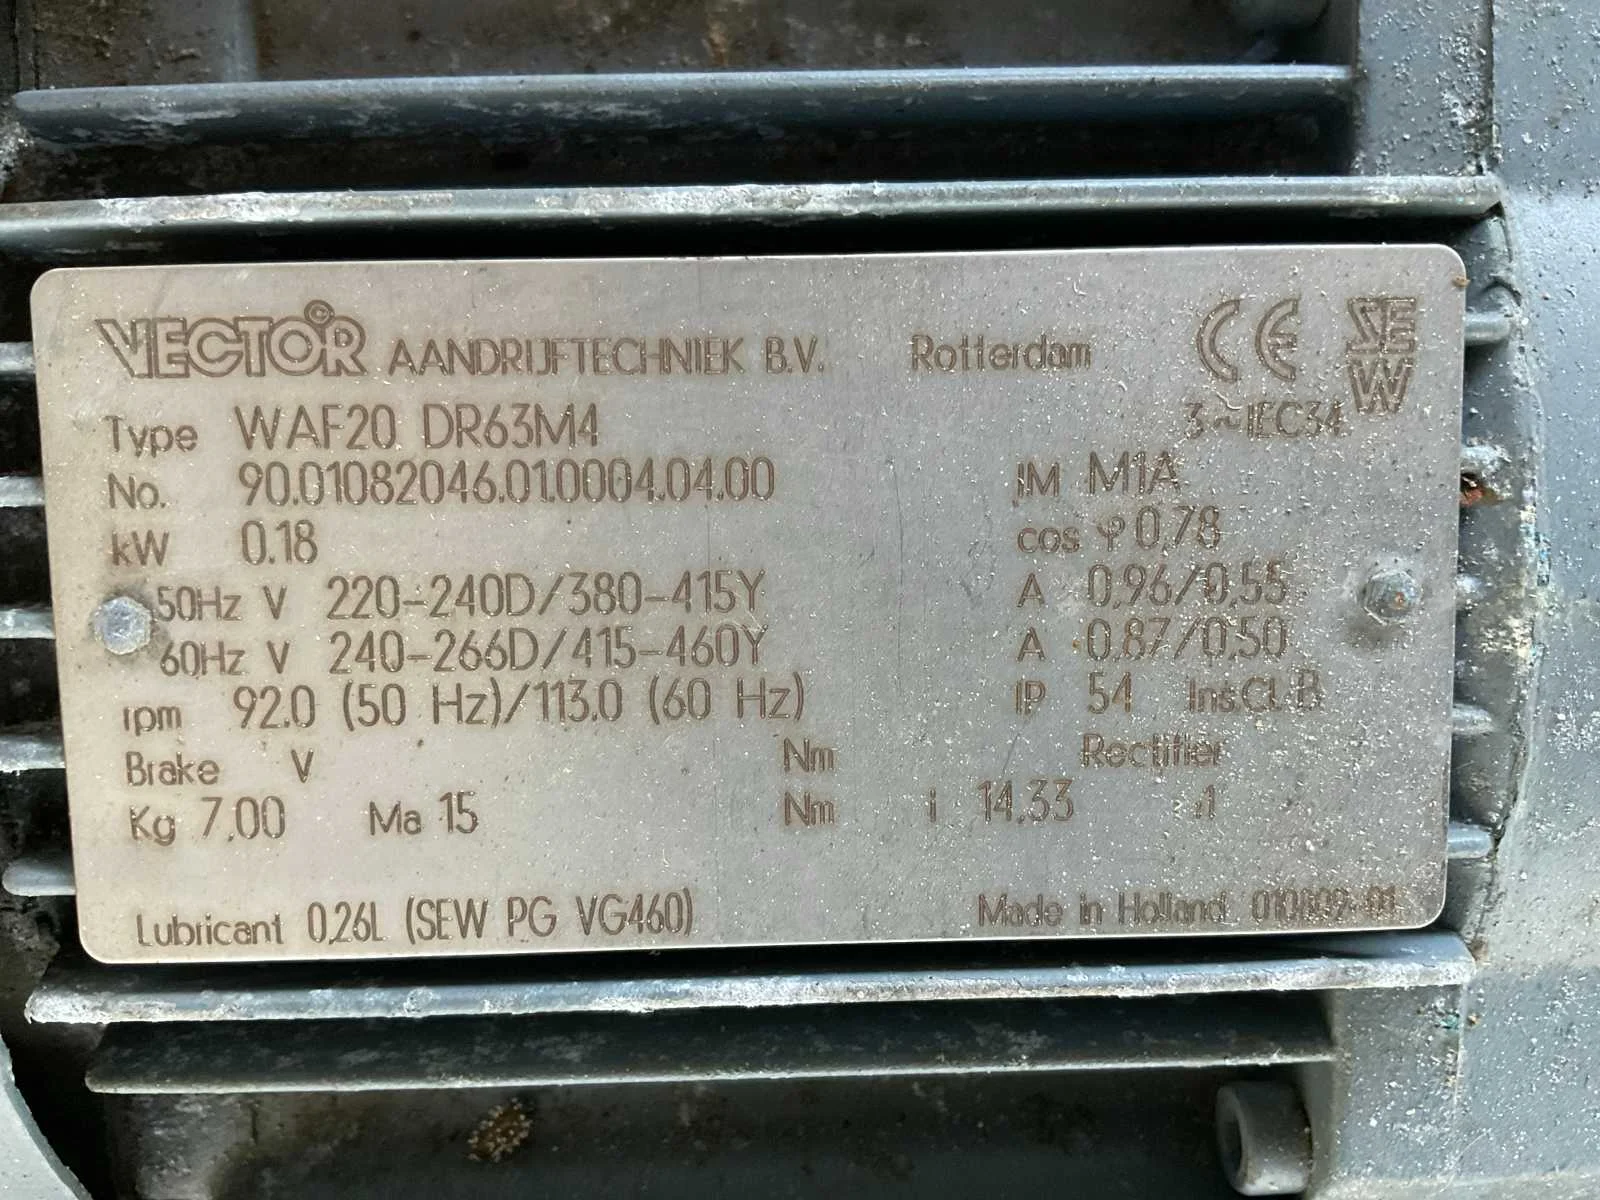 VECTOR © AANDRIJFTECHNIEK B.V. Rotterdam CE SEW
Type WAF20 DR63M4 3~IEC34
No. 90.01082046.01.0004.04.00 IM M1A
kW 0.18 cos φ 0,78
50Hz V 220-240D/380-415Y A 0,96/0,55
60Hz V 240-266D/415-460Y A 0,87/0,50
rpm 92.0 (50 Hz)/113.0 (60 Hz) IP 54 Ins.Cl. B
Brake V Nm Rectifier
Kg 7,00 Ma 15 Nm i 14,33 :1
Lubricant 0,26L (SEW PG VG460) Made in Holland